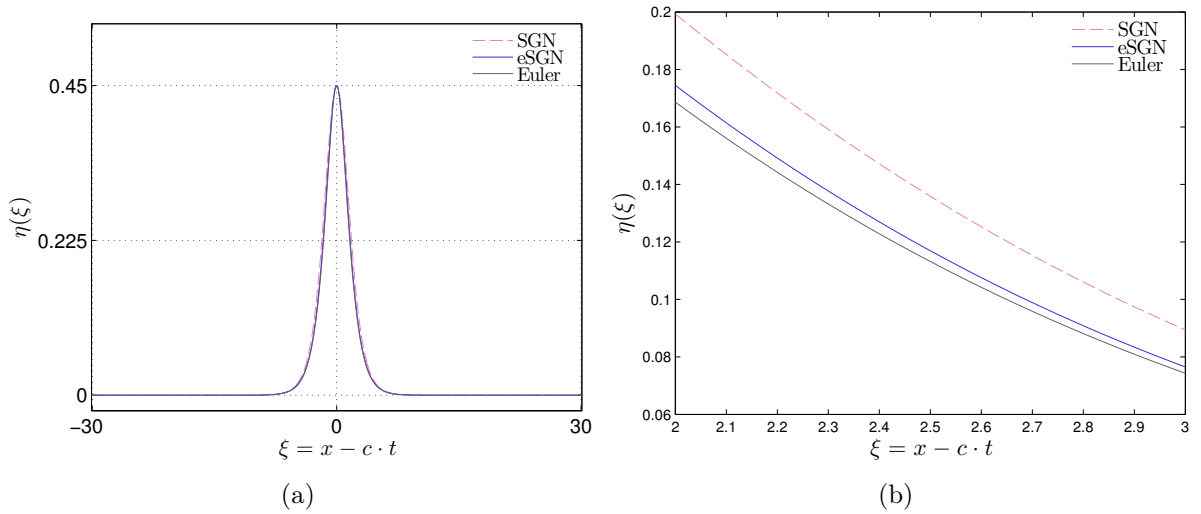 SGN
eSGN
Euler
0.45
0.225
0
η(ξ)
−30
0
30
ξ = x − c · t
(a)
0.2
0.18
0.16
0.14
0.12
0.1
0.08
0.06
η(ξ)
SGN
eSGN
Euler
2
2.1
2.2
2.3
2.4
2.5
2.6
2.7
2.8
2.9
3
ξ = x − c · t
(b)